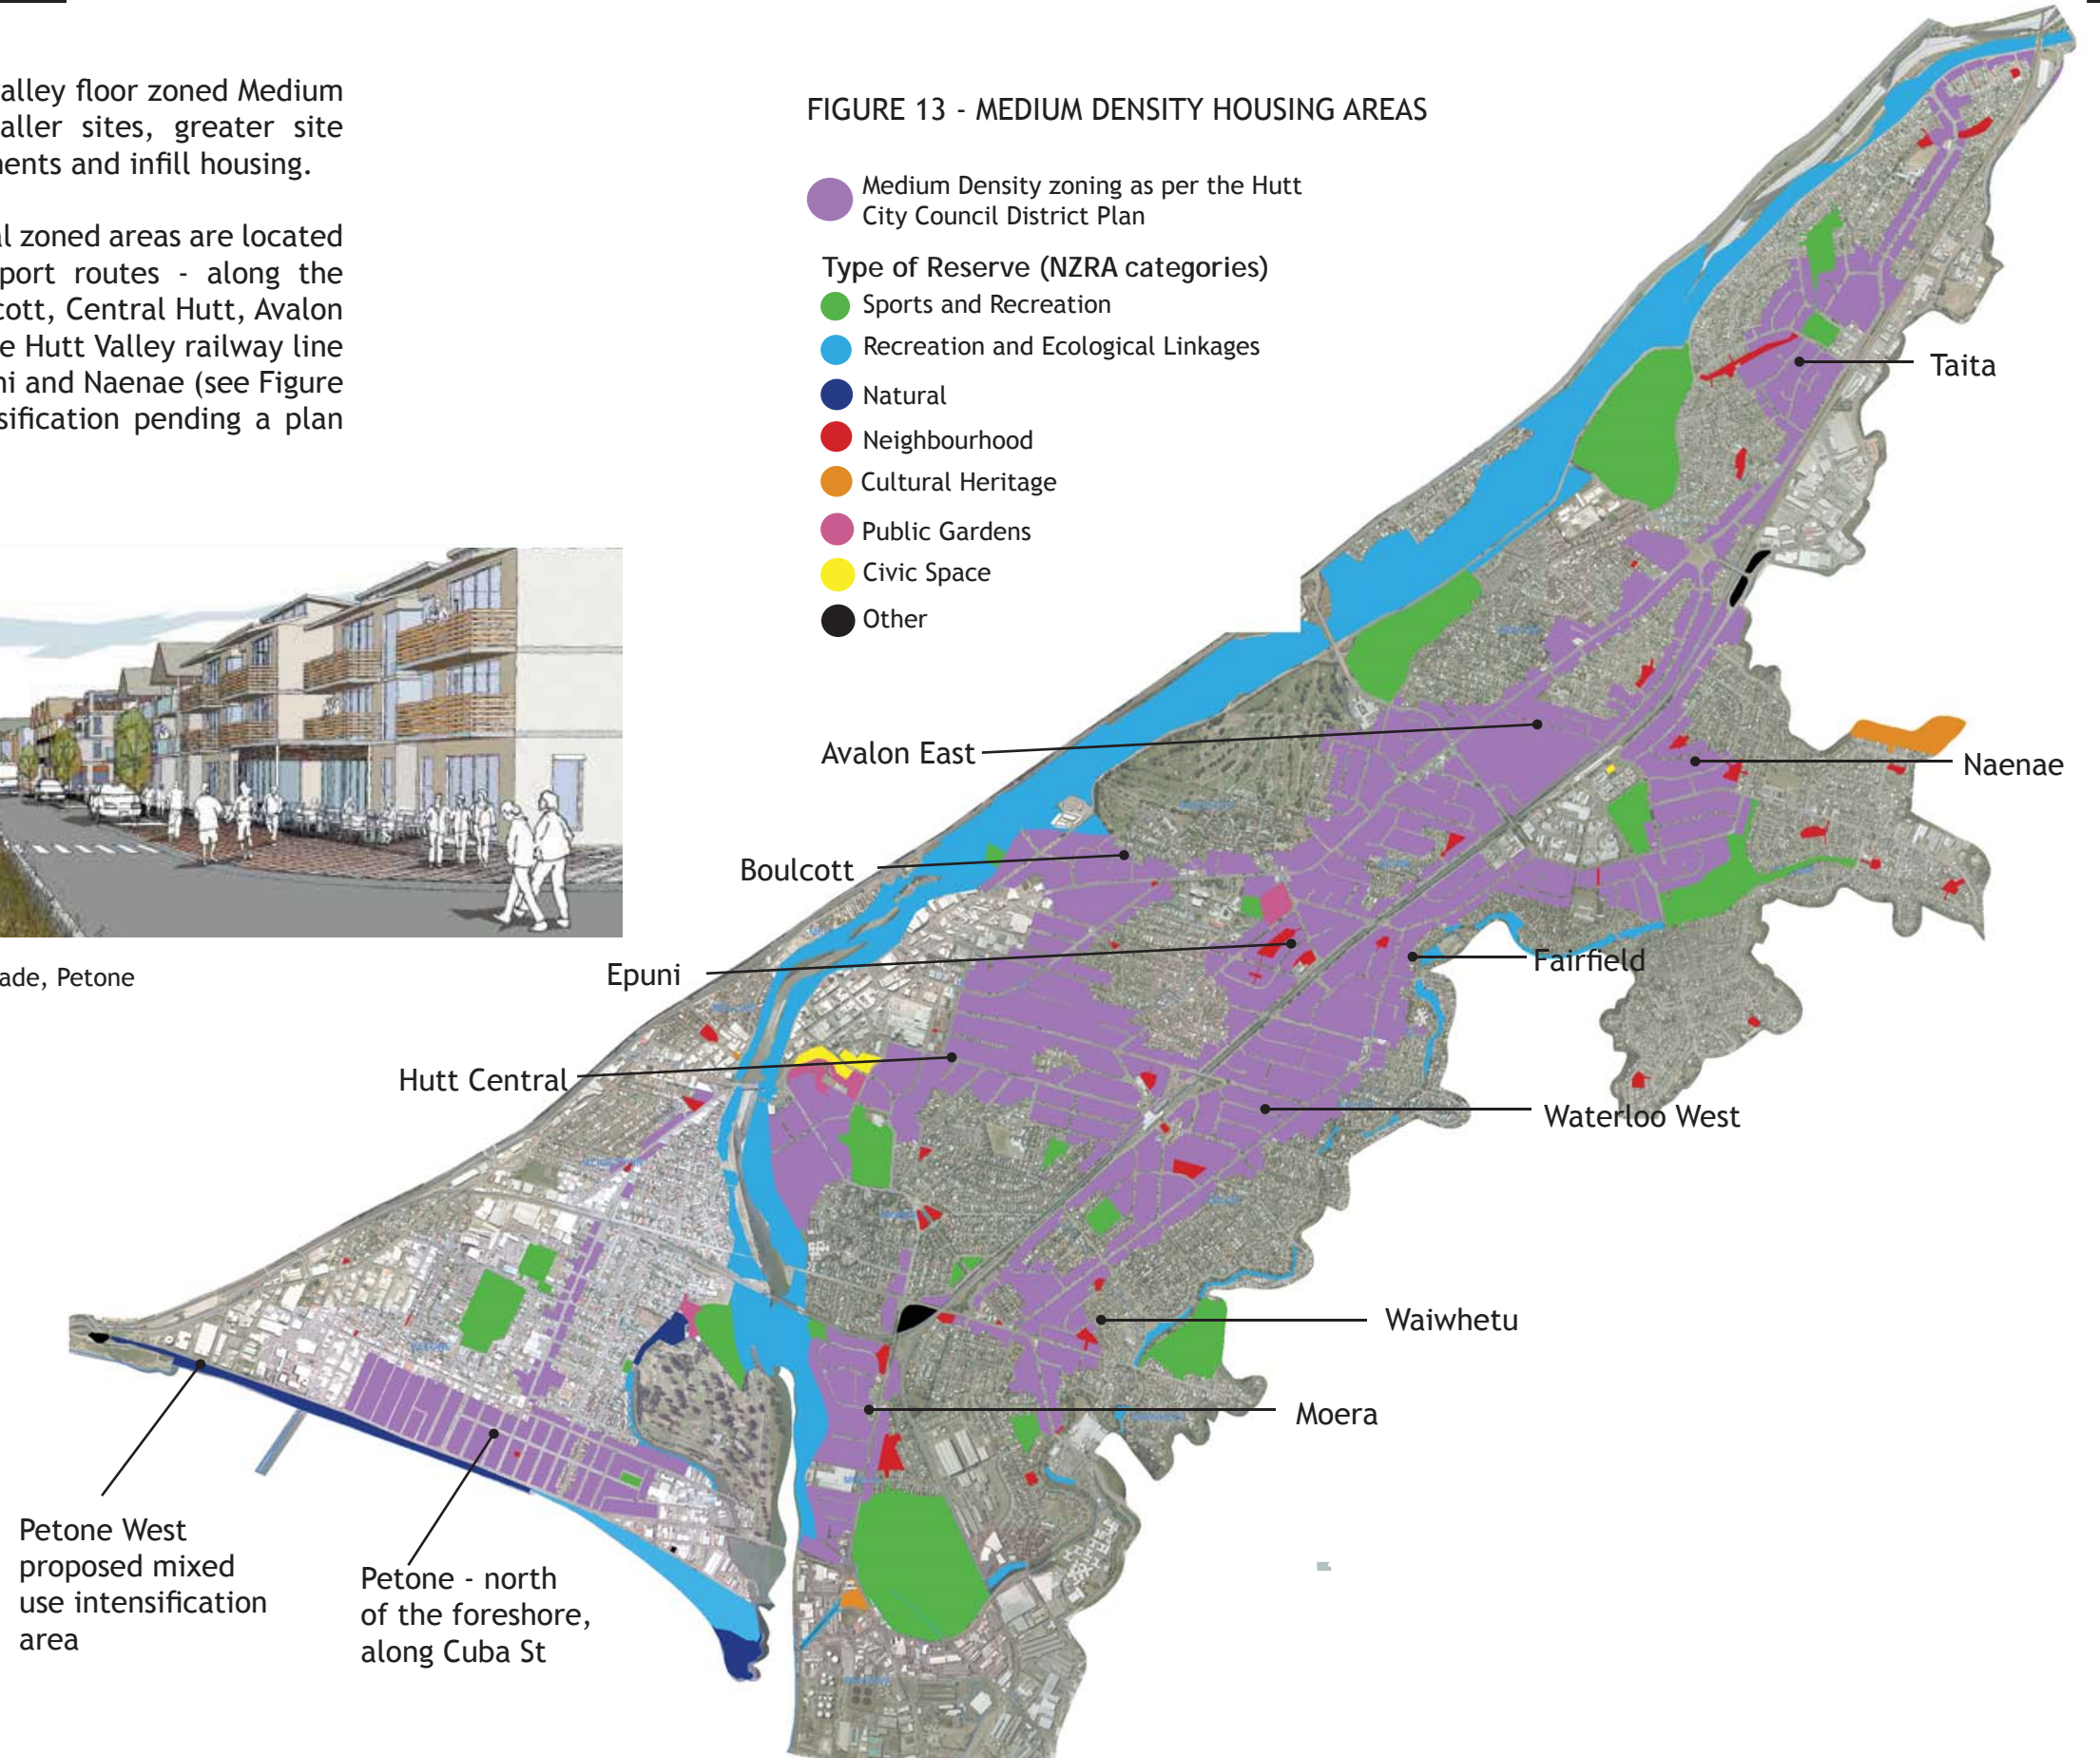 alley floor zoned Medium
aller sites, greater site
nents and infill housing.
l zoned areas are located
port routes - along the
cott, Central Hutt, Avalon
e Hutt Valley railway line
ni and Naenae (see Figure
sification pending a plan
ade, Petone
FIGURE 13 - MEDIUM DENSITY HOUSING AREAS
Medium Density zoning as per the Hutt
City Council District Plan
Type of Reserve (NZRA categories)
Sports and Recreation
Recreation and Ecological Linkages
Natural
Neighbourhood
Cultural Heritage
Public Gardens
Civic Space
Other
Taita
Avalon East
Naenae
Boulcott
Epuni
Fairfield
Hutt Central
Waterloo West
Waiwhetu
Moera
Petone West
proposed mixed
use intensification
area
Petone - north
of the foreshore,
along Cuba St